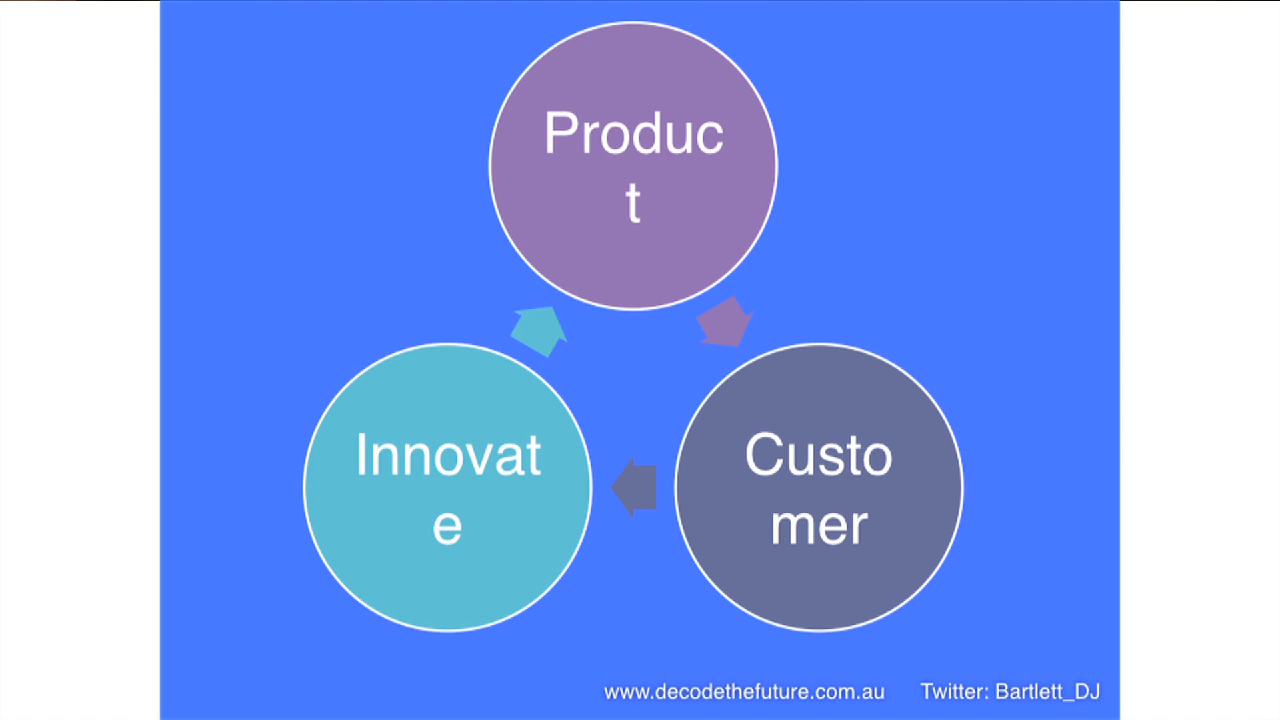 Produc
t
Innovat
e
Custo
mer
www.decodethefuture.com.au Twitter: Bartlett_DJ